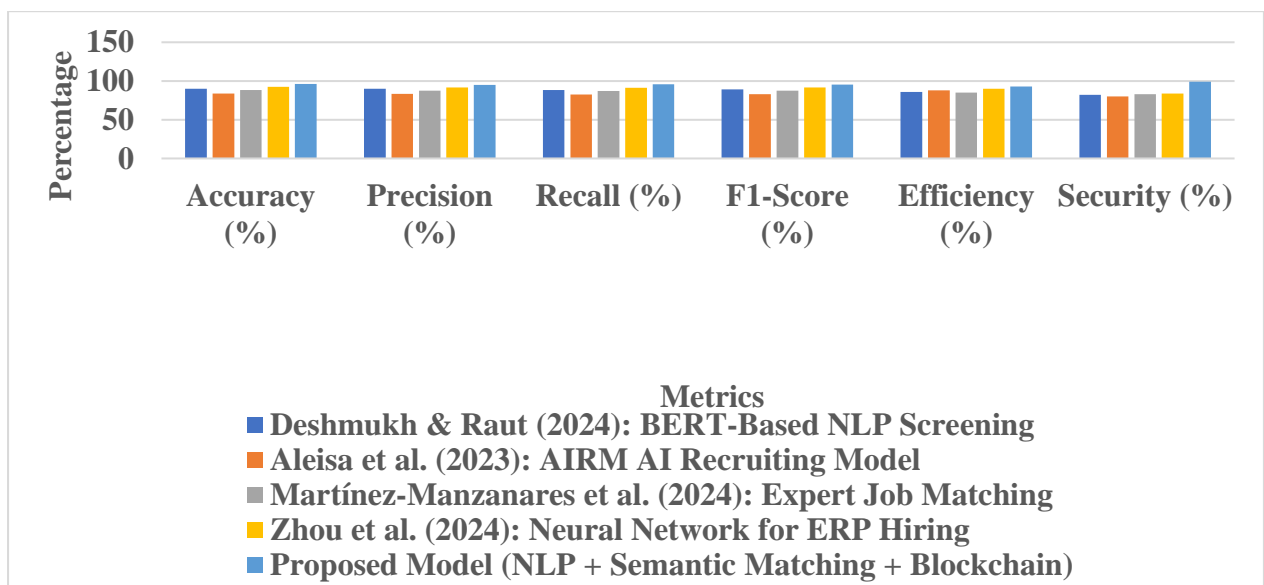 Percentage
150
100
50
0
Accuracy (%)
Precision (%)
Recall (%)
F1-Score (%)
Efficiency (%)
Security (%)
Metrics
Deshmukh & Raut (2024): BERT-Based NLP Screening
Aleisa et al. (2023): AIRM AI Recruiting Model
Martínez-Manzanares et al. (2024): Expert Job Matching
Zhou et al. (2024): Neural Network for ERP Hiring
Proposed Model (NLP + Semantic Matching + Blockchain)